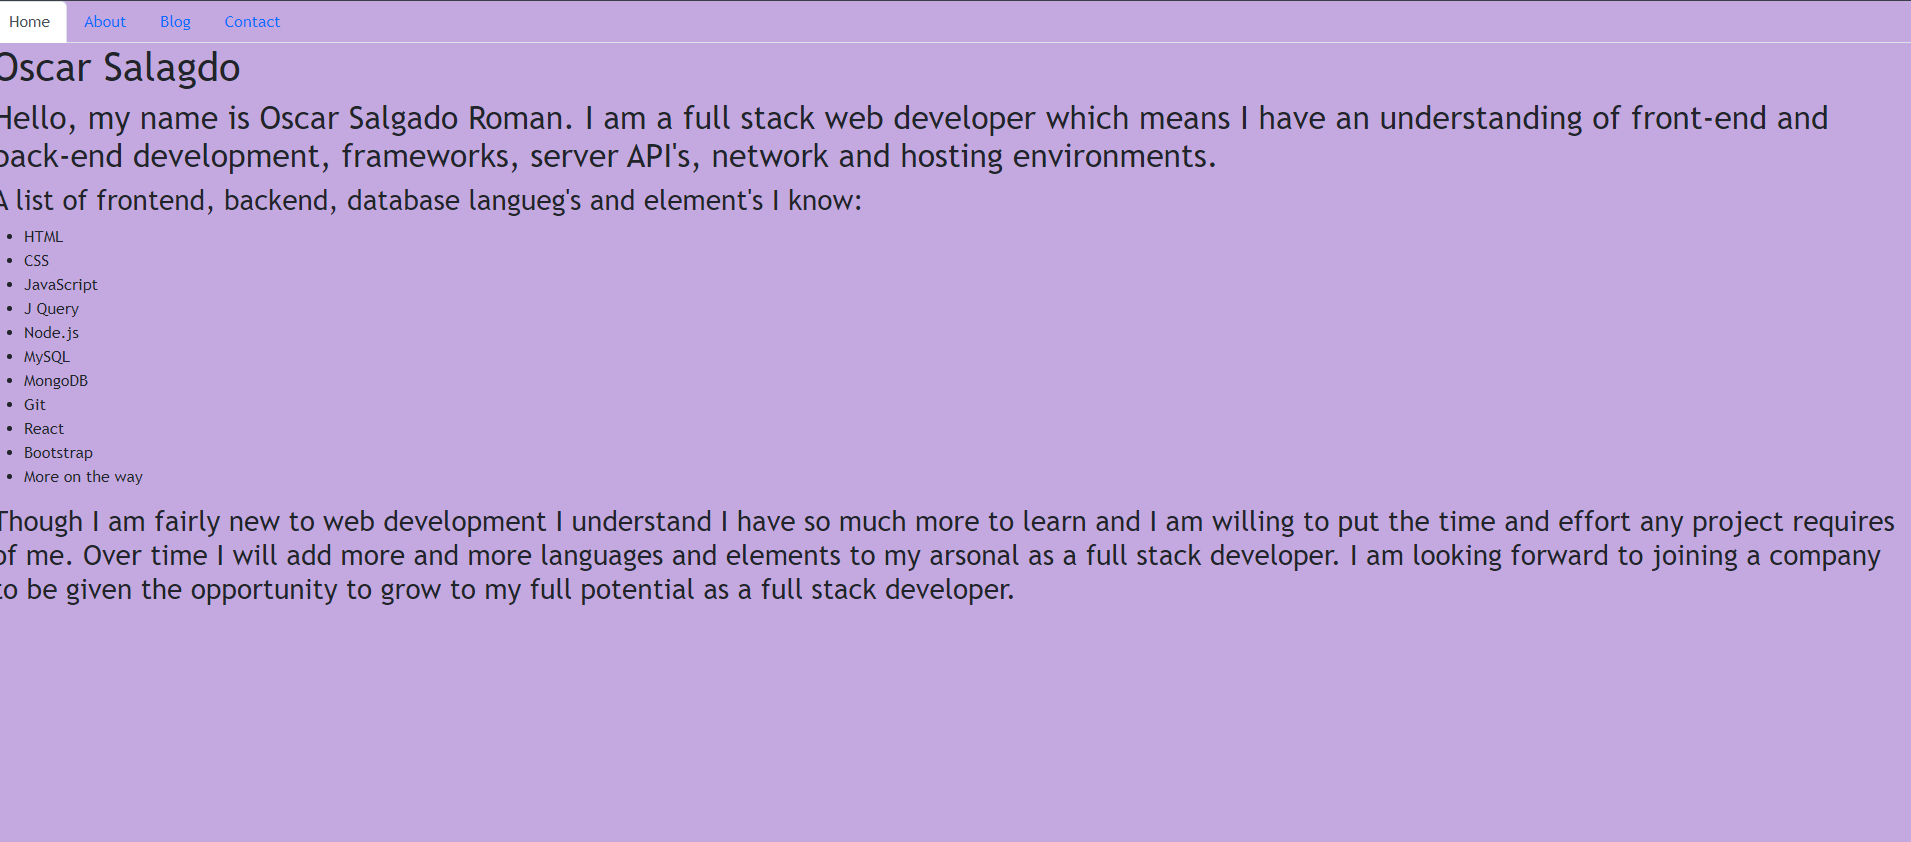 Home About Blog Contact
Oscar Salagdo
Hello, my name is Oscar Salgado Roman. I am a full stack web developer which means I have an understanding of front-end and
back-end development, frameworks, server API's, network and hosting environments.
A list of frontend, backend, database langueg's and element's I know:
• HTML
• CSS
• JavaScript
• J Query
• Node.js
• MySQL
• MongoDB
• Git
• React
• Bootstrap
• More on the way
Though I am fairly new to web development I understand I have so much more to learn and I am willing to put the time and effort any project requires
of me. Over time I will add more and more languages and elements to my arsonal as a full stack developer. I am looking forward to joining a company
to be given the opportunity to grow to my full potential as a full stack developer.